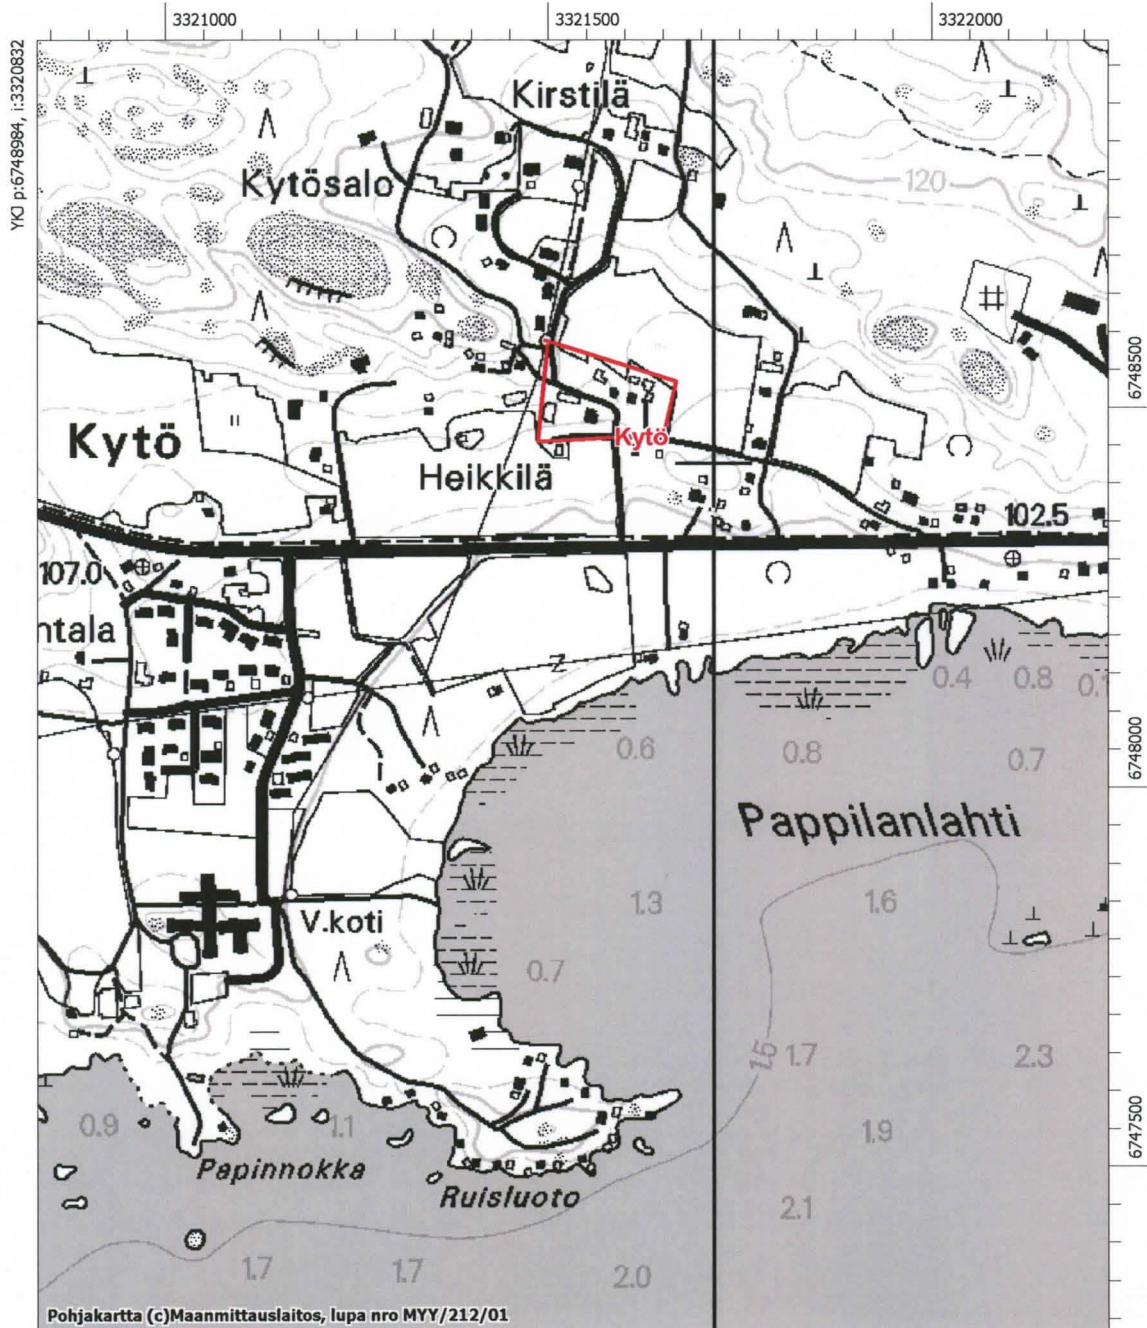 3321000
3321500
3322000
YKJ p:6748984, i:3320832
Kirstilä
Kytösalo
120
6748500
Kytö
Kytö
Heikkilä
102.5
107.0
ntala
0.4
0.8
0.1
0.6
0.8
0.7
6748000
Pappilanlahti
1.3
1.6
V.koti
0.7
1.5
1.7
2.3
0.9
1.1
1.9
6747500
Papinnokka
Ruisluoto
2.1
1.7
1.7
2.0
Pohjakartta (c)Maanmittauslaitos, lupa nro MYY/212/01